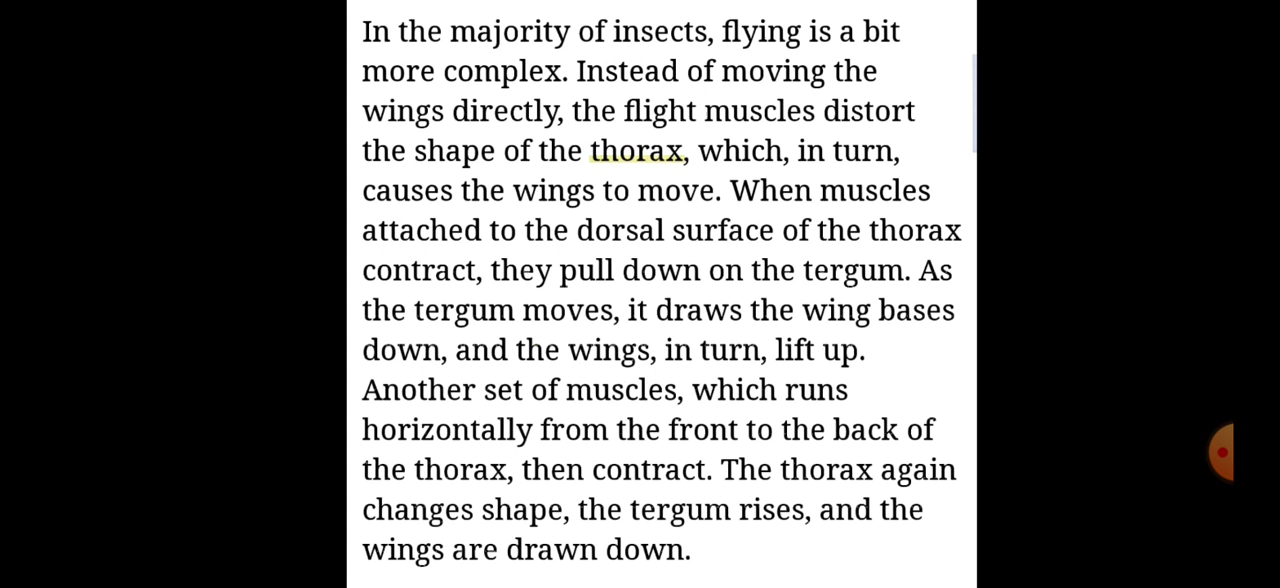 In the majority of insects, flying is a bit
more complex. Instead of moving the
wings directly, the flight muscles distort
the shape of the thorax, which, in turn,
causes the wings to move. When muscles
attached to the dorsal surface of the thorax
contract, they pull down on the tergum. As
the tergum moves, it draws the wing bases
down, and the wings, in turn, lift up.
Another set of muscles, which runs
horizontally from the front to the back of
the thorax, then contract. The thorax again
changes shape, the tergum rises, and the
wings are drawn down.